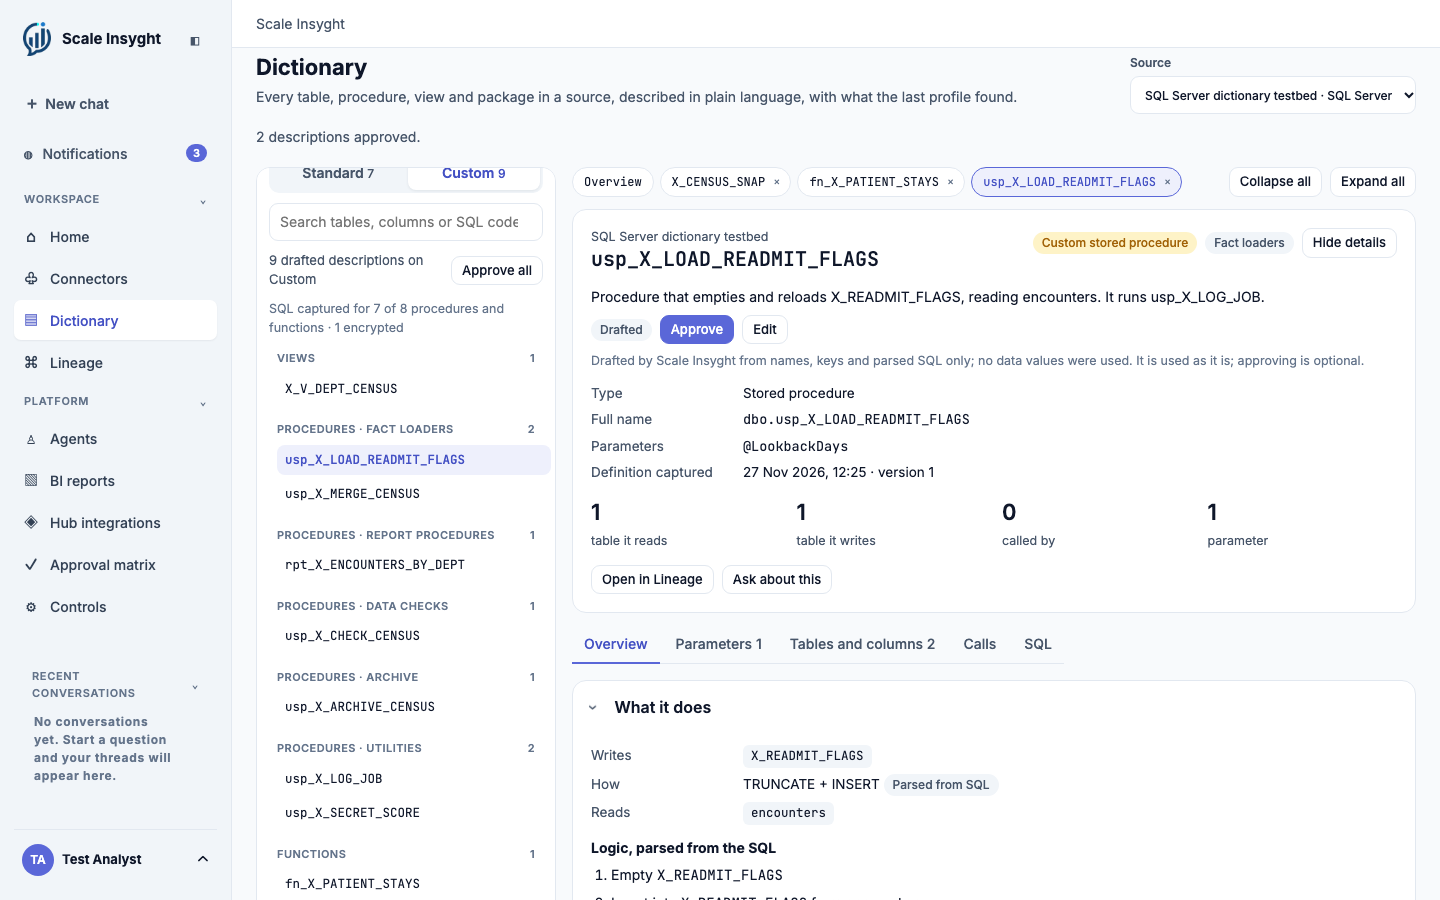 Scale Insyght
+ New chat
Notifications 3
WORKSPACE
Home
Connectors
Dictionary
Lineage
PLATFORM
Agents
BI reports
Hub integrations
Approval matrix
Controls
RECENT
CONVERSATIONS
No conversations
yet. Start a question
and your threads will
appear here.
TA Test Analyst
Scale Insyght
Dictionary
Every table, procedure, view and package in a source, described in plain language, with what the last profile found.
Source
SQL Server dictionary testbed · SQL Server
2 descriptions approved.
Standard 7 Custom 9
Search tables, columns or SQL code
9 drafted descriptions on
Custom
Approve all
SQL captured for 7 of 8 procedures and
functions · 1 encrypted
VIEWS 1
X_V_DEPT_CENSUS
PROCEDURES · FACT LOADERS 2
usp_X_LOAD_READMIT_FLAGS
usp_X_MERGE_CENSUS
PROCEDURES · REPORT PROCEDURES 1
rpt_X_ENCOUNTERS_BY_DEPT
PROCEDURES · DATA CHECKS 1
usp_X_CHECK_CENSUS
PROCEDURES · ARCHIVE 1
usp_X_ARCHIVE_CENSUS
PROCEDURES · UTILITIES 2
usp_X_LOG_JOB
usp_X_SECRET_SCORE
FUNCTIONS 1
fn_X_PATIENT_STAYS
Overview X_CENSUS_SNAP × fn_X_PATIENT_STAYS × usp_X_LOAD_READMIT_FLAGS × Collapse all Expand all
SQL Server dictionary testbed
usp_X_LOAD_READMIT_FLAGS
Custom stored procedure Fact loaders Hide details
Procedure that empties and reloads X_READMIT_FLAGS, reading encounters. It runs usp_X_LOG_JOB.
Drafted Approve Edit
Drafted by Scale Insyght from names, keys and parsed SQL only; no data values were used. It is used as it is; approving is optional.
Type Stored procedure
Full name dbo.usp_X_LOAD_READMIT_FLAGS
Parameters @LookbackDays
Definition captured 27 Nov 2026, 12:25 · version 1
1 1 0 1
table it reads table it writes called by parameter
Open in Lineage Ask about this
Overview Parameters 1 Tables and columns 2 Calls SQL
What it does
Writes X_READMIT_FLAGS
How TRUNCATE + INSERT Parsed from SQL
Reads encounters
Logic, parsed from the SQL
1. Empty X_READMIT_FLAGS